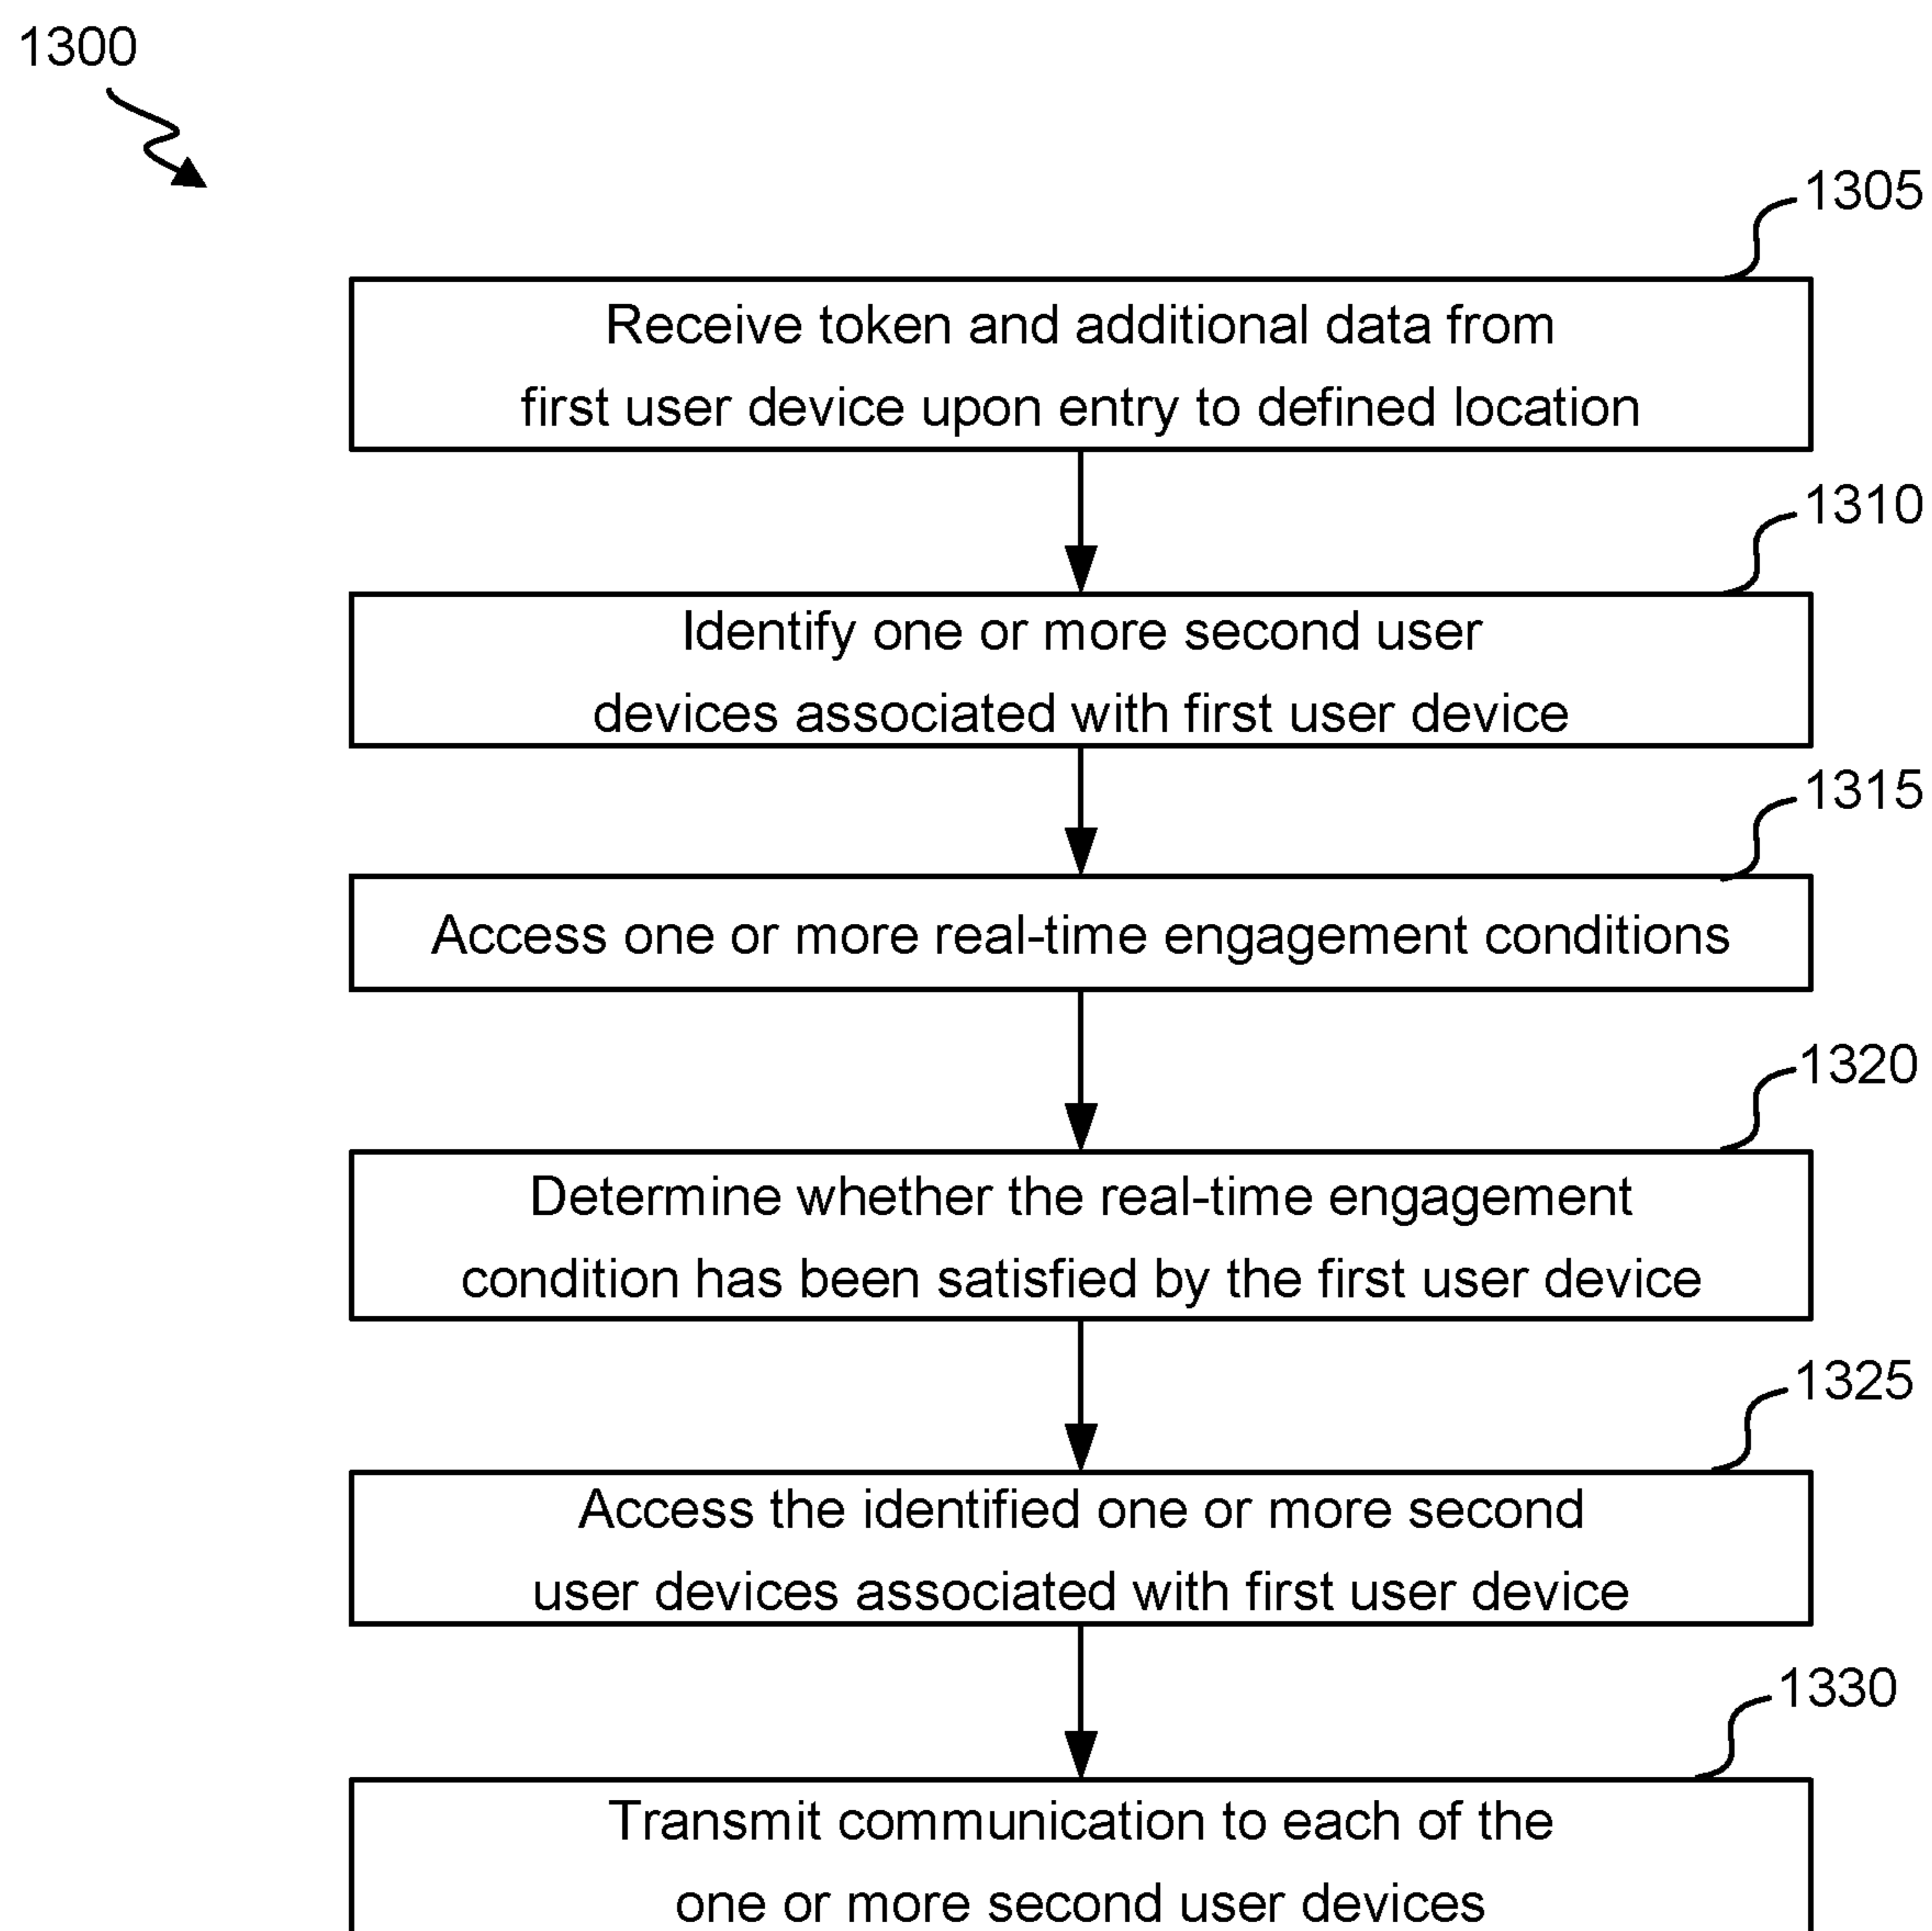 1300
1305
Receive token and additional data from
first user device upon entry to defined location
1310
Identify one or more second user
devices associated with first user device
1315
Access one or more real-time engagement conditions
1320
Determine whether the real-time engagement
condition has been satisfied by the first user device
1325
Access the identified one or more second
user devices associated with first user device
1330
Transmit communication to each of the
one or more second user devices